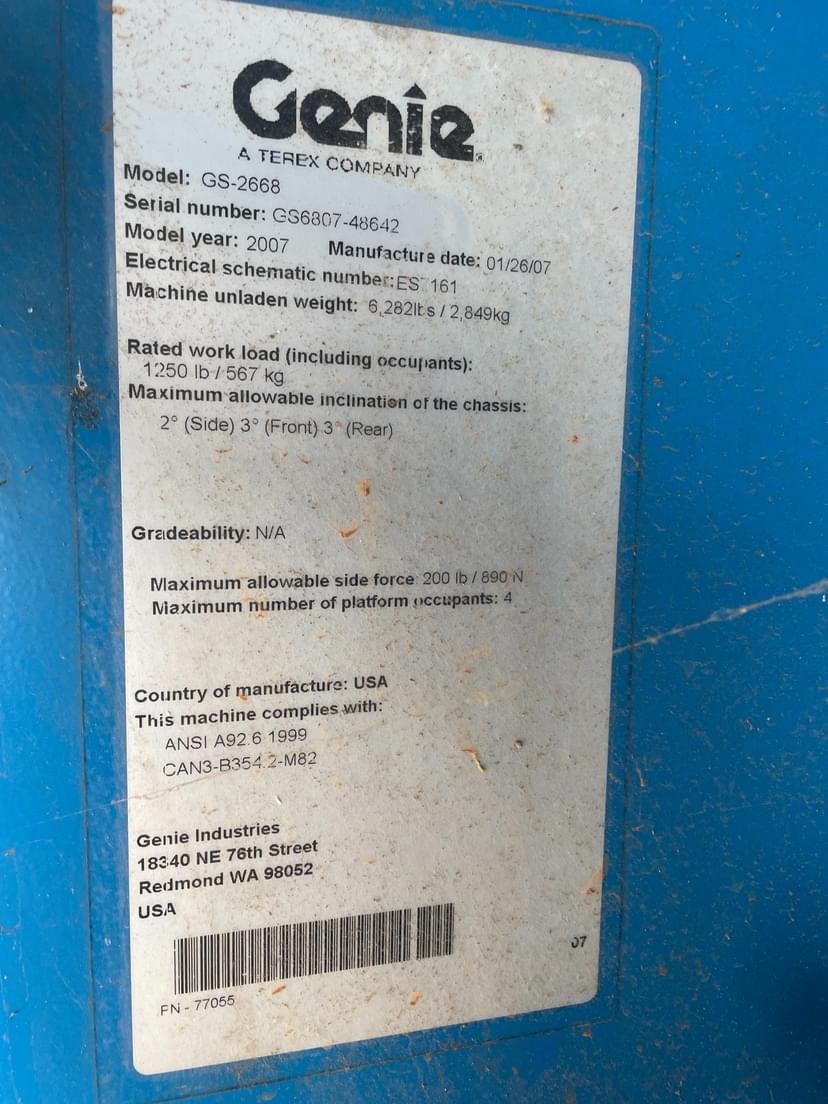 Genie
A TEREX COMPANY
Model: GS-2668
Serial number: GS6807-48642
Model year: 2007 Manufacture date: 01/26/07
Electrical schematic number: ES 161
Machine unladen weight: 6,282lbs / 2,849kg
Rated work load (including occupants):
1250 lb / 567 kg
Maximum allowable inclination of the chassis:
2° (Side) 3° (Front) 3° (Rear)
Gradeability: N/A
Maximum allowable side force: 200 lb / 890 N
Maximum number of platform occupants: 4
Country of manufacture: USA
This machine complies with:
ANSI A92.6 1999
CAN3-B354.2-M82
Genie Industries
18340 NE 76th Street
Redmond WA 98052
USA
07
PN - 77055